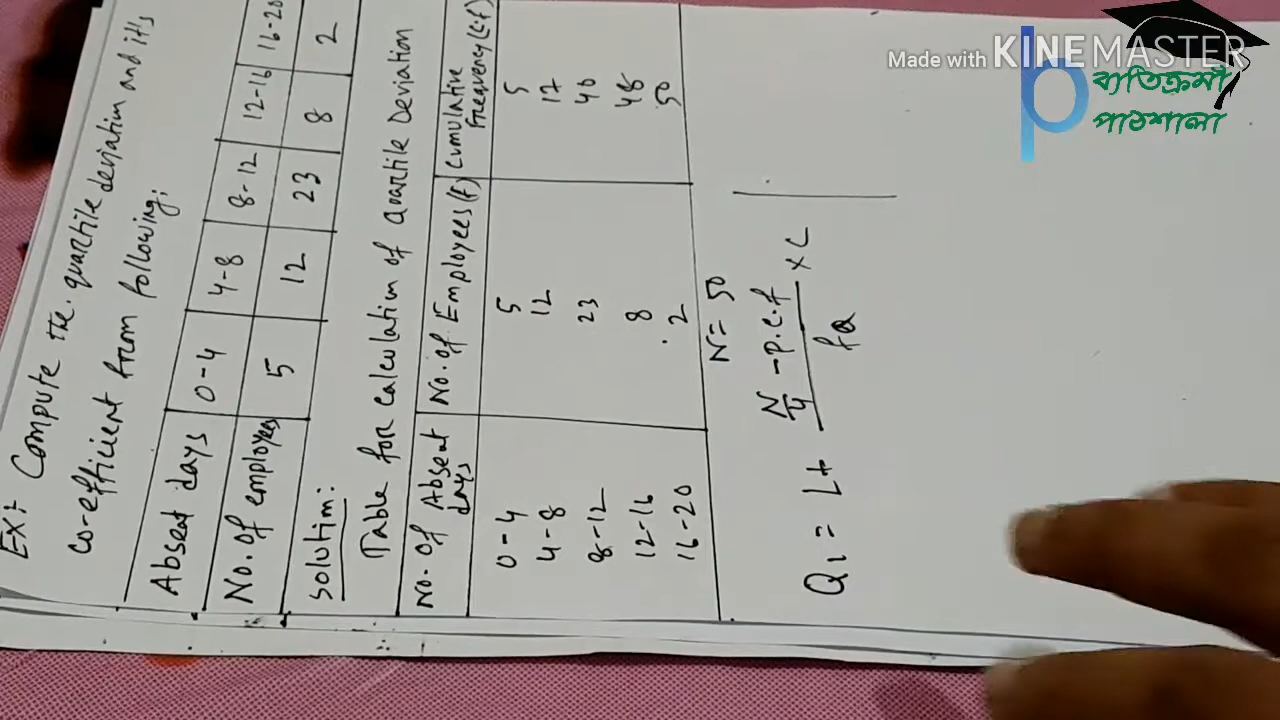 Ex: Compute the quartile deviation and it's
co-efficient from following:
Absent days 0-4 4-8 8-12 12-16 16-20
No. of employees 5 12 23 8 2
Solution:
Table for calculation of Quartile Deviation
No. of Absent days No. of Employees (f) Cumulative Frequency (c.f)
0-4 5 5
4-8 12 17
8-12 23 40
12-16 8 48
16-20 2 50
N = 50
Q1 = L + N/4 - p.c.f / fQ × C
Made with KINEMASTER
ব্যতিক্রমী
পাঠশালা